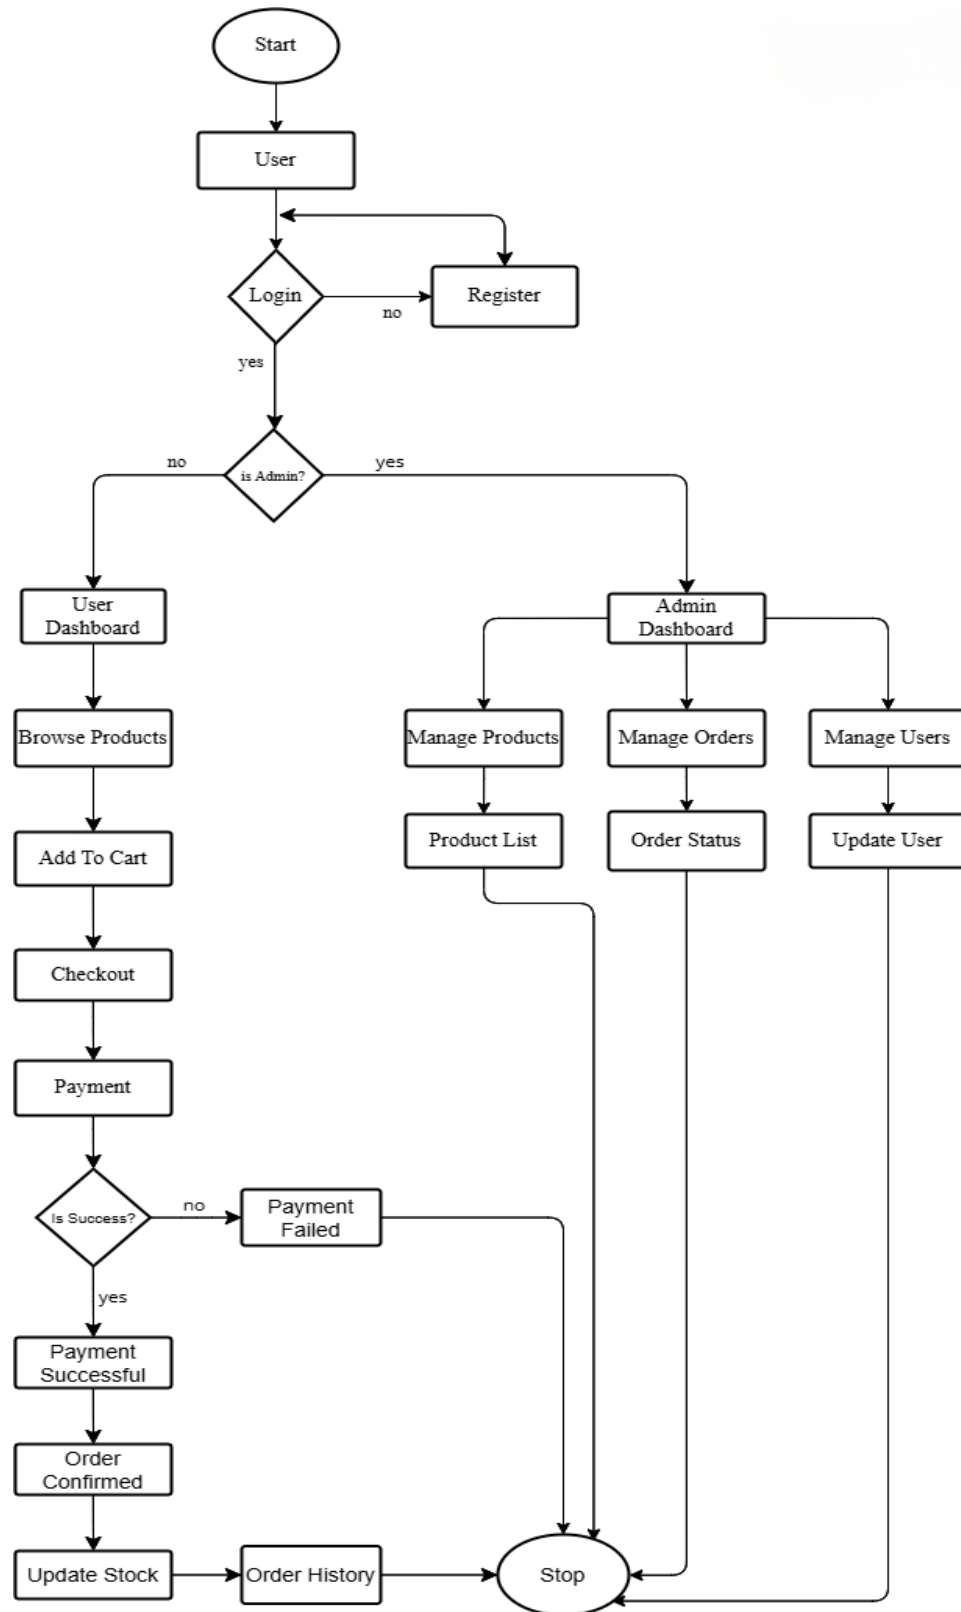 Start
User
Login
no
Register
yes
no
is Admin?
yes
User
Dashboard
Admin
Dashboard
Browse Products
Manage Products
Manage Orders
Manage Users
Add To Cart
Product List
Order Status
Update User
Checkout
Payment
Is Success?
no
Payment
Failed
yes
Payment
Successful
Order
Confirmed
Update Stock
Order History
Stop